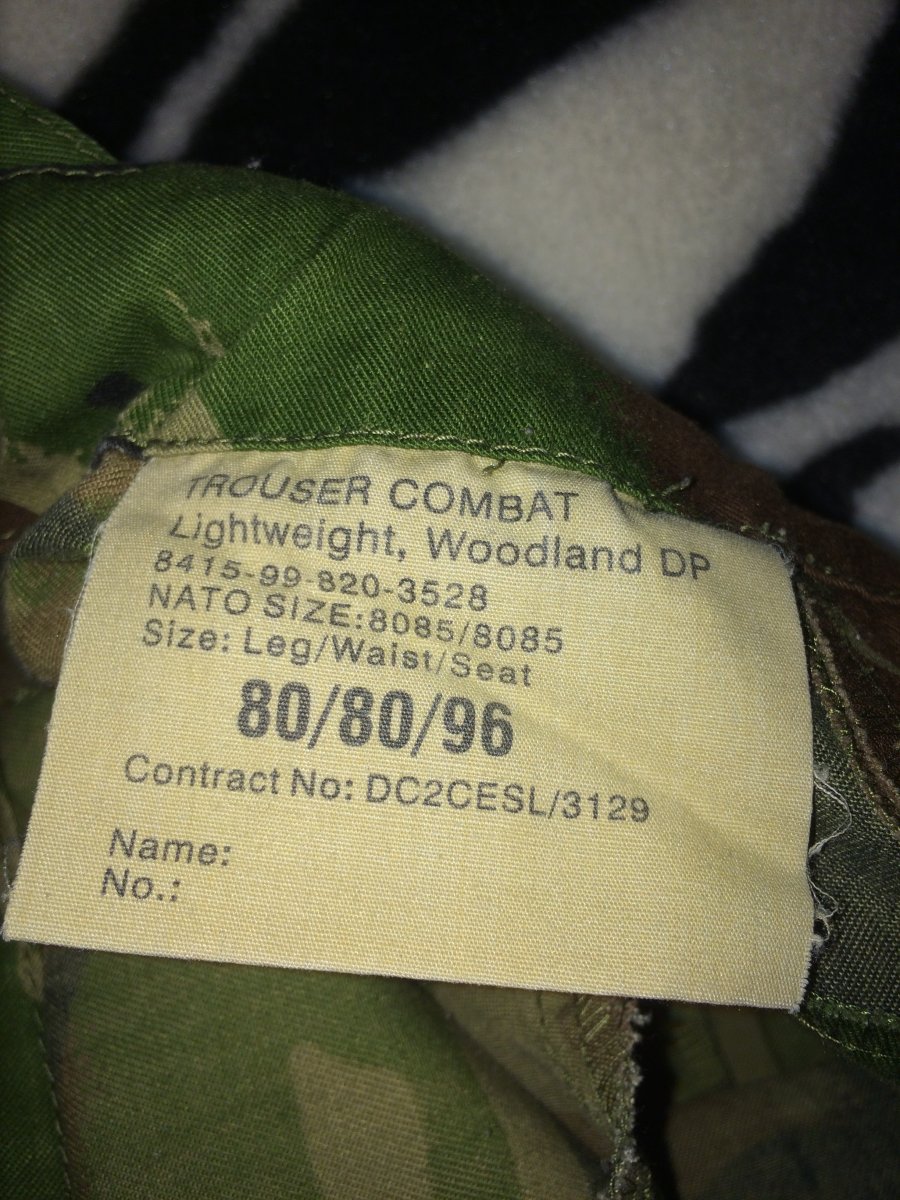 TROUSER COMBAT
Lightweight, Woodland DP
8415-99-820-3528
NATO SIZE:8085/8085
Size: Leg/Waist/Seat
80/80/96
Contract No: DC2CESL/3129
Name:
No.: